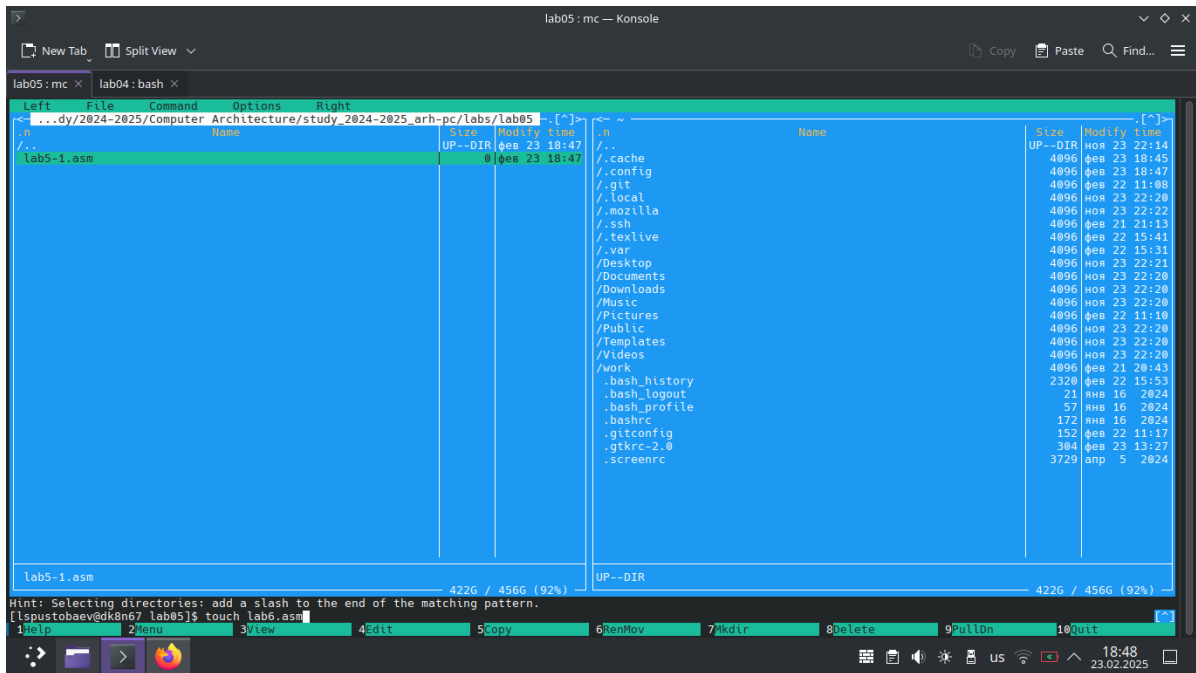 lab05 : mc — Konsole
New Tab Split View Copy Paste Find...
lab05 : mc lab04 : bash
Left File Command Options Right
<— ...dy/2024-2025/Computer Architecture/study_2024-2025_arh-pc/labs/lab05 —.[^]>
.n Name Size Modify time
/.. UP--DIR фев 23 18:47
lab5-1.asm 0 фев 23 18:47
lab5-1.asm
422G / 456G (92%)
<— ~ —.[^]>
.n Name Size Modify time
/.. UP--DIR ноя 23 22:14
/.cache 4096 фев 23 18:45
/.config 4096 фев 23 18:47
/.git 4096 фев 22 11:08
/.local 4096 ноя 23 22:20
/.mozilla 4096 ноя 23 22:22
/.ssh 4096 фев 21 21:13
/.texlive 4096 фев 22 15:41
/.var 4096 фев 22 15:31
/Desktop 4096 ноя 23 22:21
/Documents 4096 ноя 23 22:20
/Downloads 4096 ноя 23 22:20
/Music 4096 ноя 23 22:20
/Pictures 4096 фев 22 11:10
/Public 4096 ноя 23 22:20
/Templates 4096 ноя 23 22:20
/Videos 4096 ноя 23 22:20
/work 4096 фев 21 20:43
.bash_history 2320 фев 22 15:53
.bash_logout 21 янв 16 2024
.bash_profile 57 янв 16 2024
.bashrc 172 янв 16 2024
.gitconfig 152 фев 22 11:17
.gtkrc-2.0 304 фев 23 13:27
.screenrc 3729 апр 5 2024
UP--DIR
422G / 456G (92%)
Hint: Selecting directories: add a slash to the end of the matching pattern.
[lspustobaev@dk8n67 lab05]$ touch lab6.asm [^]
1Help 2Menu 3View 4Edit 5Copy 6RenMov 7Mkdir 8Delete 9PullDn 10Quit
us 18:48
23.02.2025